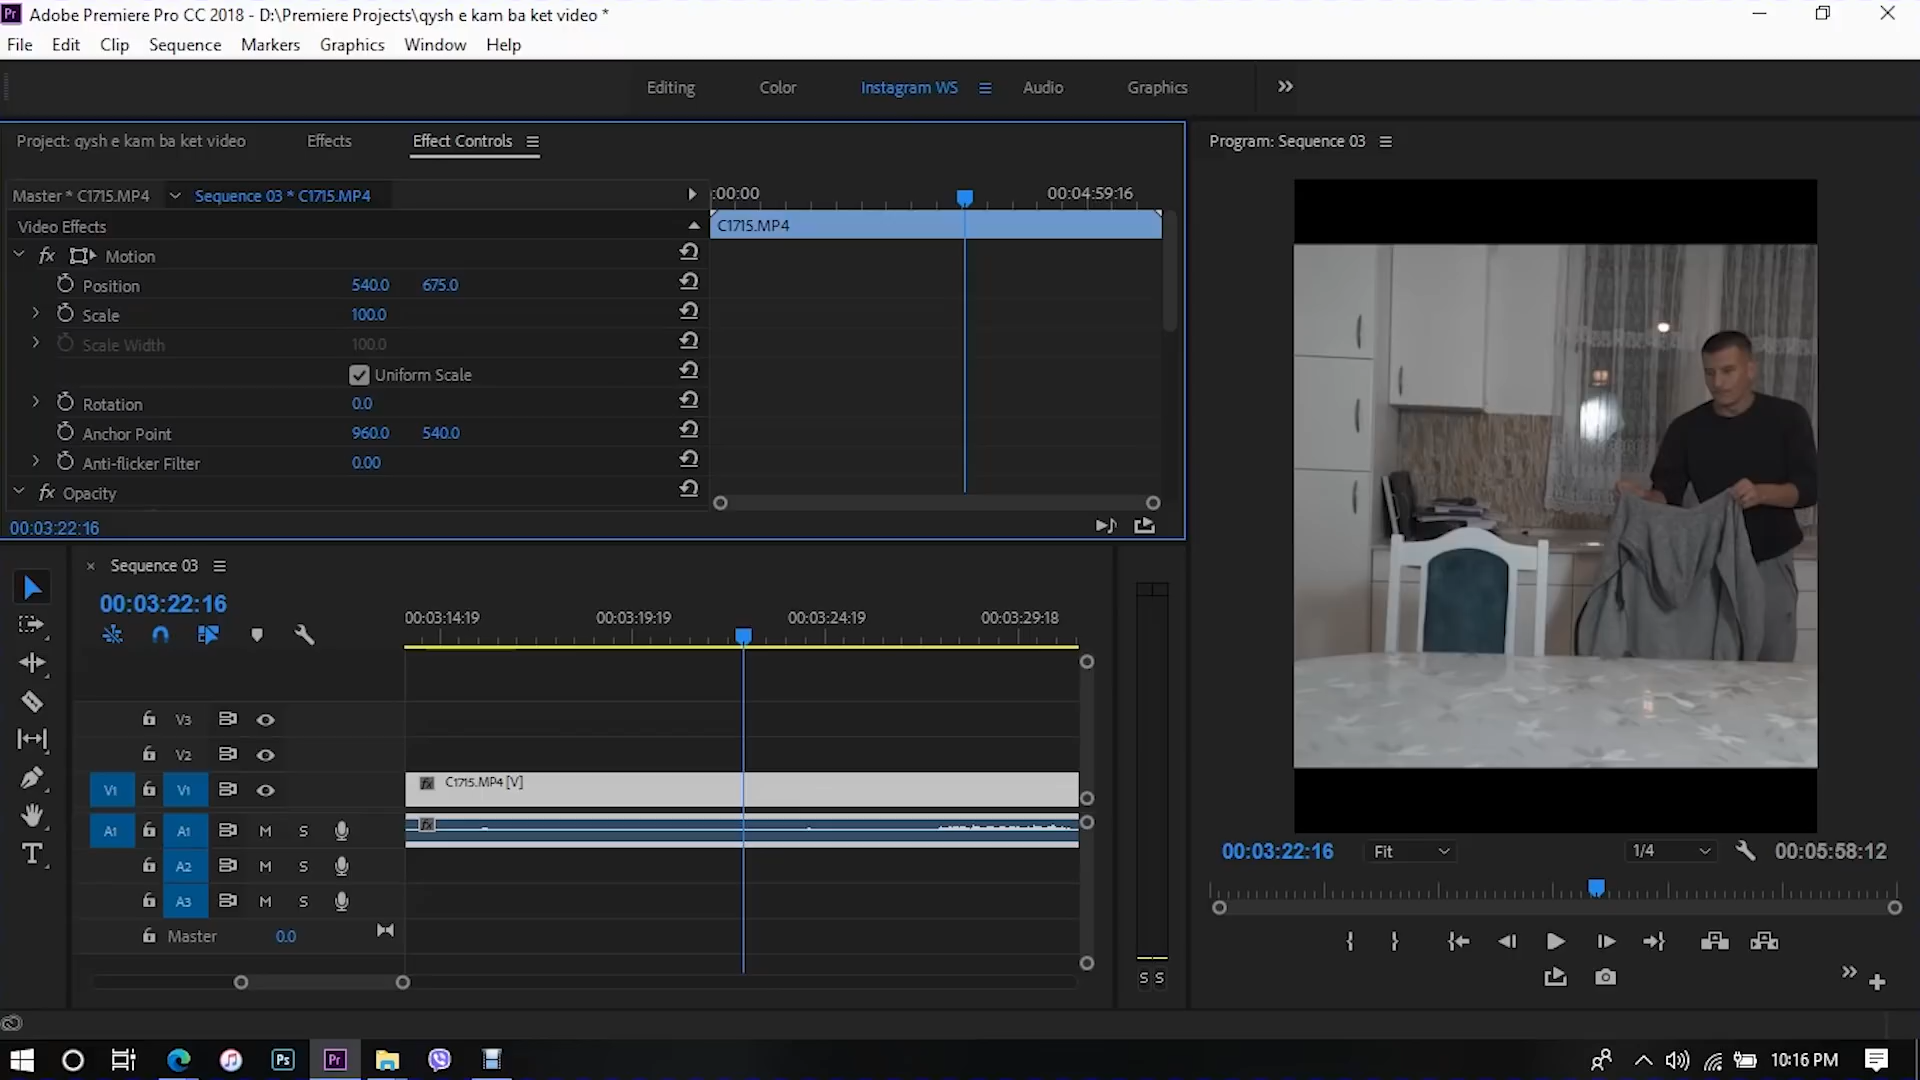 Pr Adobe Premiere Pro CC 2018 - D:\Premiere Projects\qysh e kam ba ket video *
File Edit Clip Sequence Markers Graphics Window Help
Editing Color Instagram WS Audio Graphics
Project: qysh e kam ba ket video Effects Effect Controls
Program: Sequence 03
Master * C1715.MP4 Sequence 03 * C1715.MP4 :00:00 00:04:59:16
Video Effects C1715.MP4
fx Motion
Position 540.0 675.0
Scale 100.0
Scale Width 100.0
Uniform Scale
Rotation 0.0
Anchor Point 960.0 540.0
Anti-flicker Filter 0.00
fx Opacity
00:03:22:16
Sequence 03
00:03:22:16
00:03:14:19 00:03:19:19 00:03:24:19 00:03:29:18
V3
V2
V1 V1 fx C1715.MP4 [V]
A1 A1 M S fx
A2 M S
A3 M S
Master 0.0
S S
00:03:22:16 Fit 1/4 00:05:58:12
Ps Pr 10:16 PM